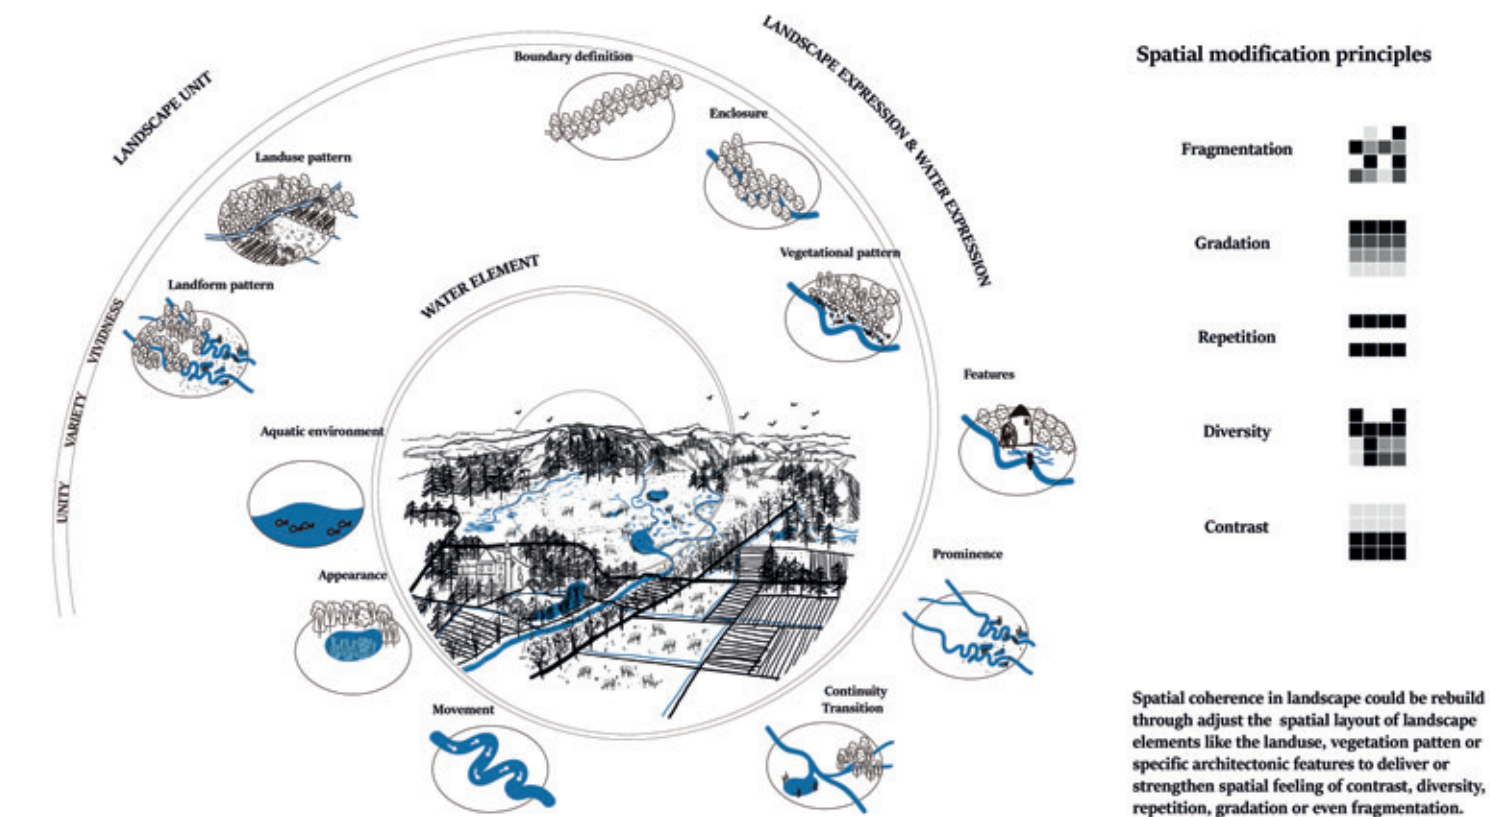 LANDSCAPE UNIT
LANDSCAPE EXPRESSION & WATER EXPRESSION
Boundary definition
Enclosure
Landuse pattern
Vegetational pattern
Landform pattern
WATER ELEMENT
VIVIDNESS
VARIETY
UNITY
Features
Aquatic environment
Prominence
Appearance
Continuity
Transition
Movement
Spatial modification principles
Fragmentation
Gradation
Repetition
Diversity
Contrast
Spatial coherence in landscape could be rebuild
through adjust the spatial layout of landscape
elements like the landuse, vegetation patten or
specific architectonic features to deliver or
strengthen spatial feeling of contrast, diversity,
repetition, gradation or even fragmentation.